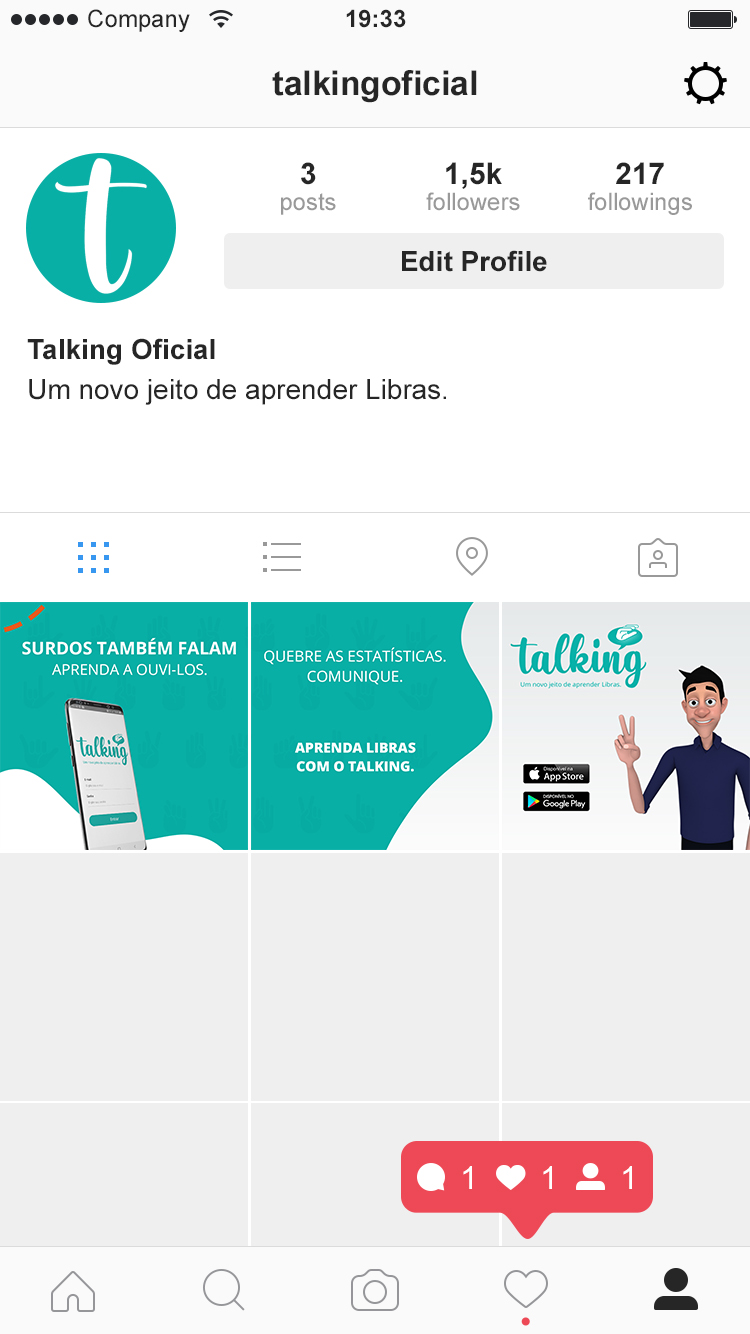 Company
19:33
talkingoficial
3
posts
1,5k
followers
217
followings
Edit Profile
Talking Oficial
Um novo jeito de aprender Libras.
SURDOS TAMBÉM FALAM
APRENDA A OUVI-LOS.
talking
QUEBRE AS ESTATÍSTICAS.
COMUNIQUE.
APRENDA LIBRAS
COM O TALKING.
talking
Um novo jeito de aprender Libras.
Disponível na
App Store
DISPONÍVEL NO
Google Play
1 1 1